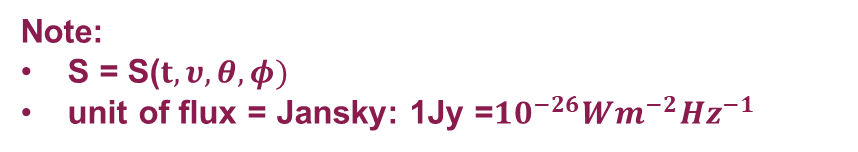 Note:
• S = S(t, 𝝊, 𝜽, 𝝓)
• unit of flux = Jansky: 1Jy =10⁻²⁶Wm⁻²Hz⁻¹